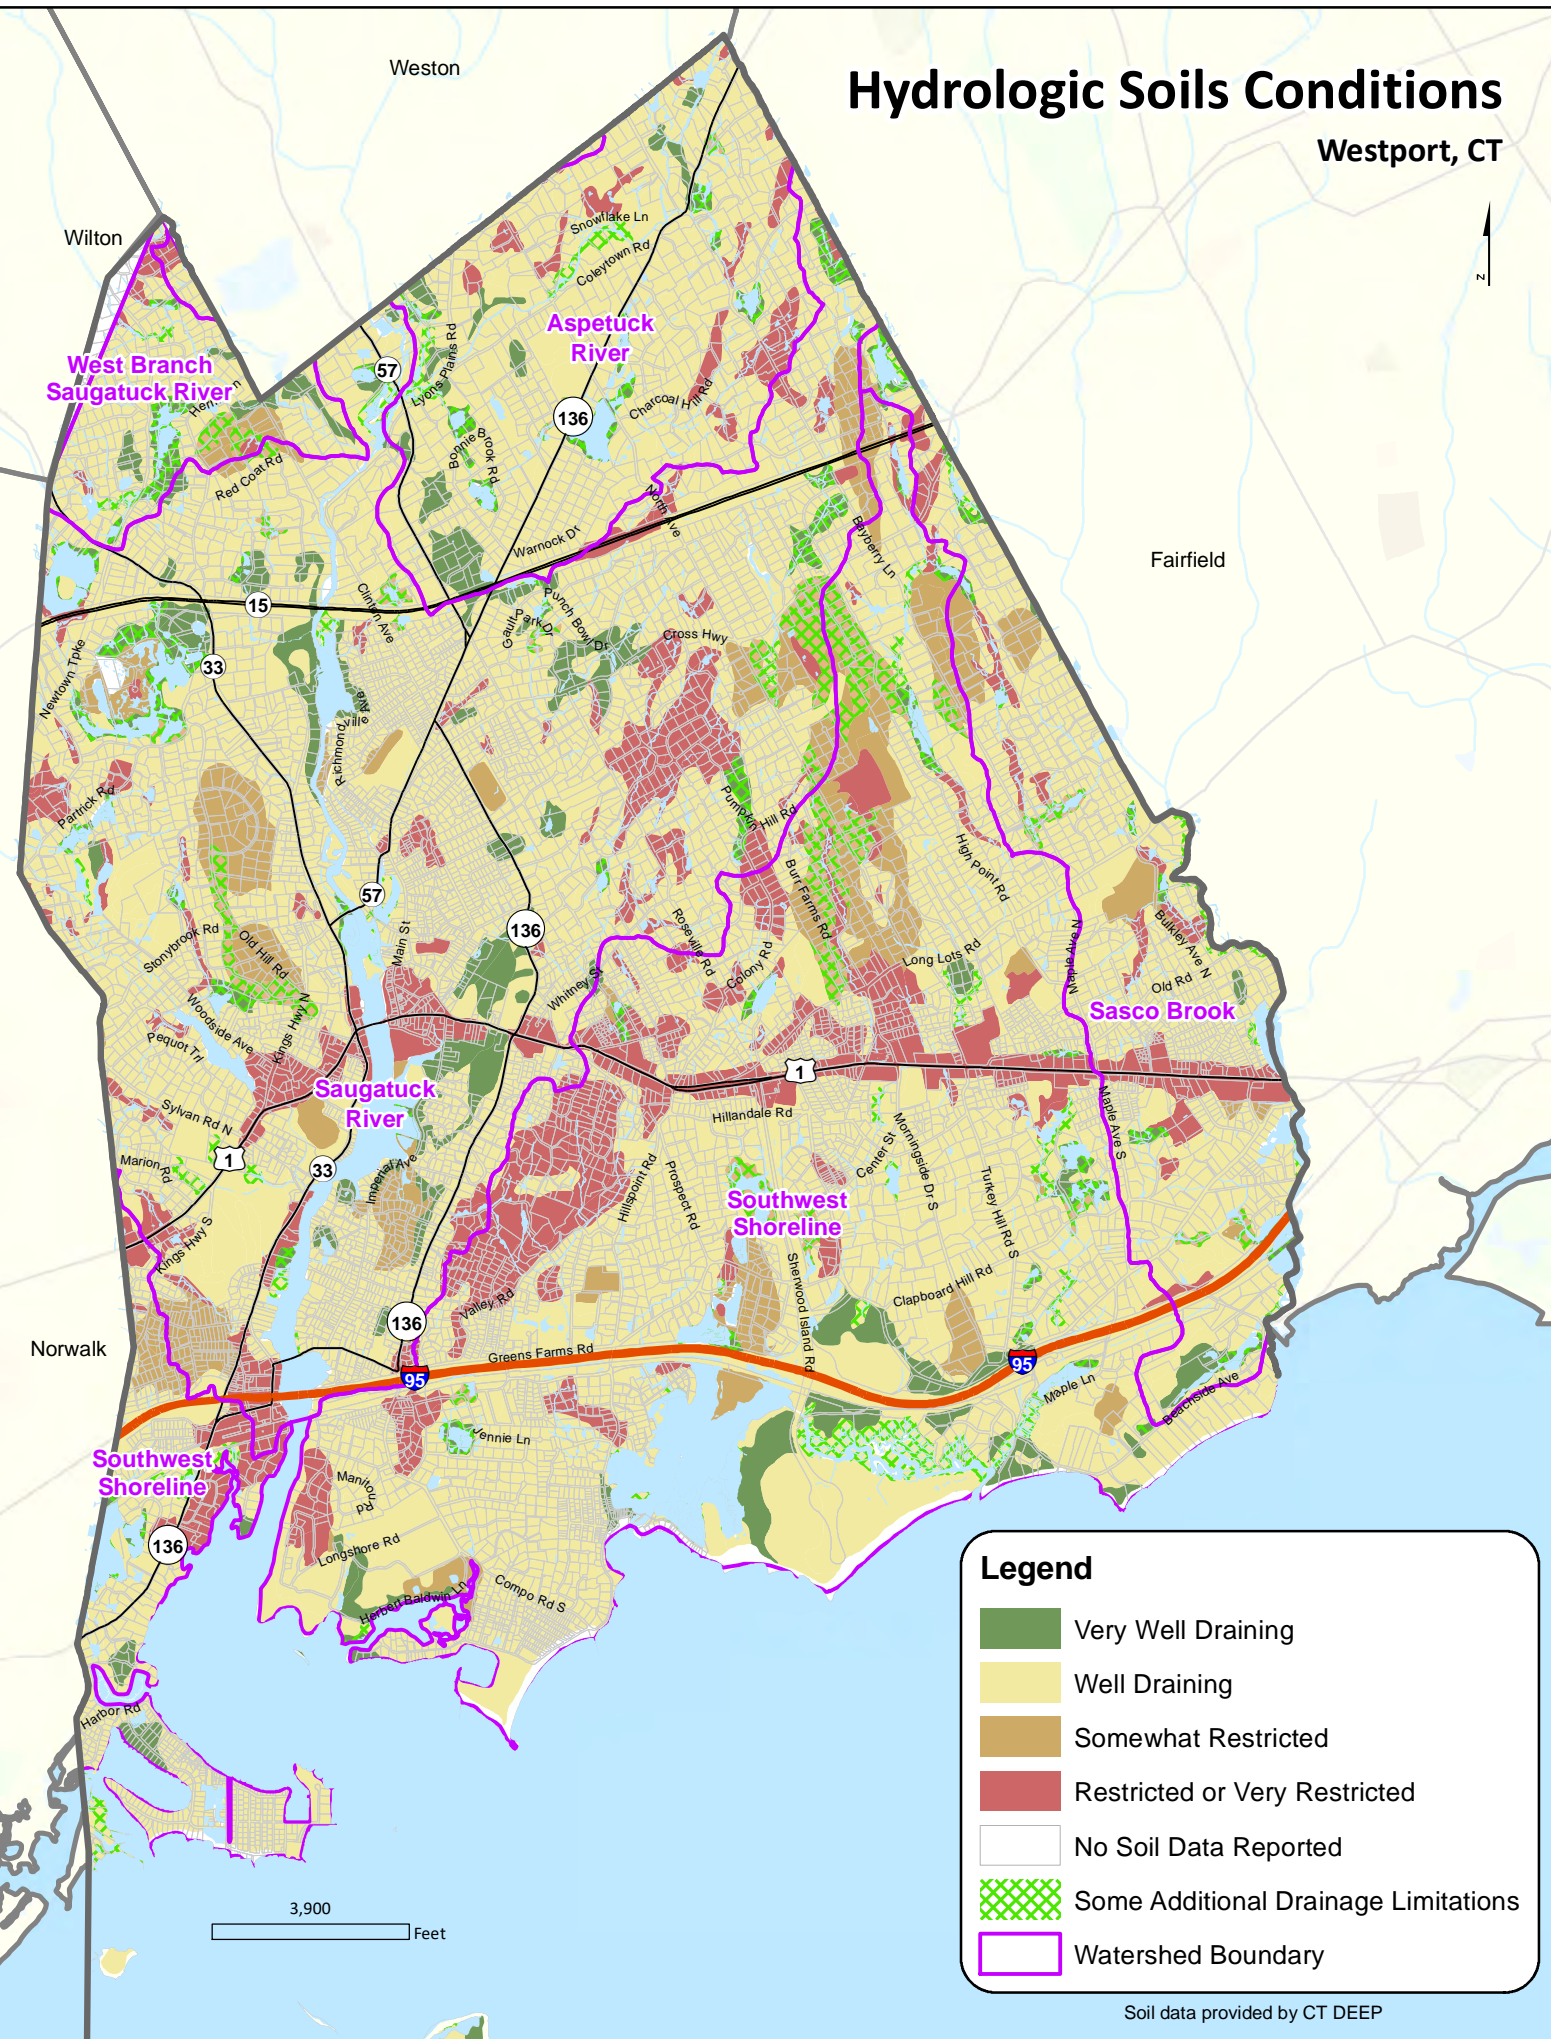 Hydrologic Soils Conditions
Westport, CT
z
Weston
Wilton
Fairfield
Norwalk
West Branch
Saugatuck River
Aspetuck
River
Saugatuck
River
Sasco Brook
Southwest
Shoreline
Southwest
Shoreline
Snowflake Ln
Coleytown Rd
Lyons Plains Rd
57
136
Charcoal Hill Rd
Bonnie Brook Rd
Red Coat Rd
North Ave
Warnock Dr
Bayberry Ln
15
Clinton Ave
Gault
Park Dr
Punch Bowl Dr
Cross Hwy
33
Newtown Tpke
Richmondville Ave
Partrick Rd
Pumpkin Hill Rd
High Point Rd
Burr Farms Rd
57
136
Main St
Stonybrook Rd
Old Hill Rd
Roseville Rd
Colony Rd
Long Lots Rd
Maple Ave N
Bulkley Ave N
Old Rd
Whitney St
Woodside Ave
Kings Hwy N
Pequot Trl
1
Sylvan Rd N
Hillandale Rd
Maple Ave S
Center St
Morningside Dr S
1
Marion Rd
33
Imperial Ave
Hillspoint Rd
Prospect Rd
Turkey Hill Rd S
Kings Hwy S
Sherwood Island Rd
Clapboard Hill Rd
Valley Rd
136
Greens Farms Rd
95
95
Maple Ln
Beachside Ave
Jennie Ln
Manitou Rd
136
Longshore Rd
Herbert Baldwin Ln
Compo Rd S
Harbor Rd
3,900
Feet
Legend
Very Well Draining
Well Draining
Somewhat Restricted
Restricted or Very Restricted
No Soil Data Reported
Some Additional Drainage Limitations
Watershed Boundary
Soil data provided by CT DEEP